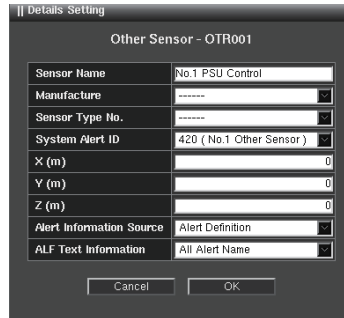 || Details Setting
Other Sensor - OTR001
Sensor Name No.1 PSU Control
Manufacture ------
Sensor Type No. ------
System Alert ID 420 ( No.1 Other Sensor )
X (m) 0
Y (m) 0
Z (m) 0
Alert Information Source Alert Definition
ALF Text Information All Alert Name
Cancel OK